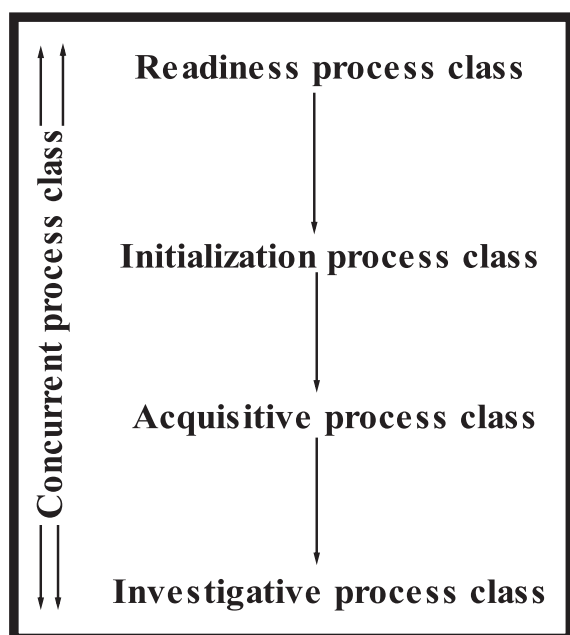 Readiness process class
Concurrent process class
Initialization process class
Acquisitive process class
Investigative process class